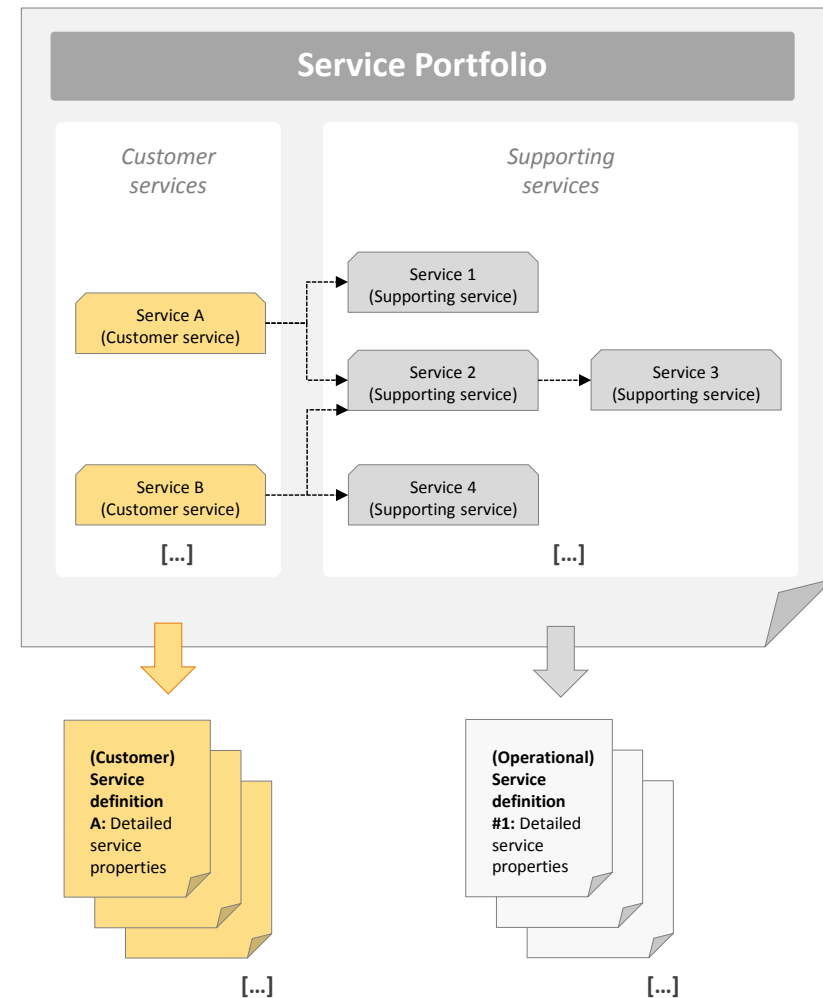 Service Portfolio
Customer
services
Supporting
services
Service 1
(Supporting service)
Service A
(Customer service)
Service 2
(Supporting service)
Service 3
(Supporting service)
Service B
(Customer service)
Service 4
(Supporting service)
[...]
[...]
(Customer)
Service
definition
A: Detailed
service
properties
(Operational)
Service
definition
#1: Detailed
service
properties
[...]
[...]